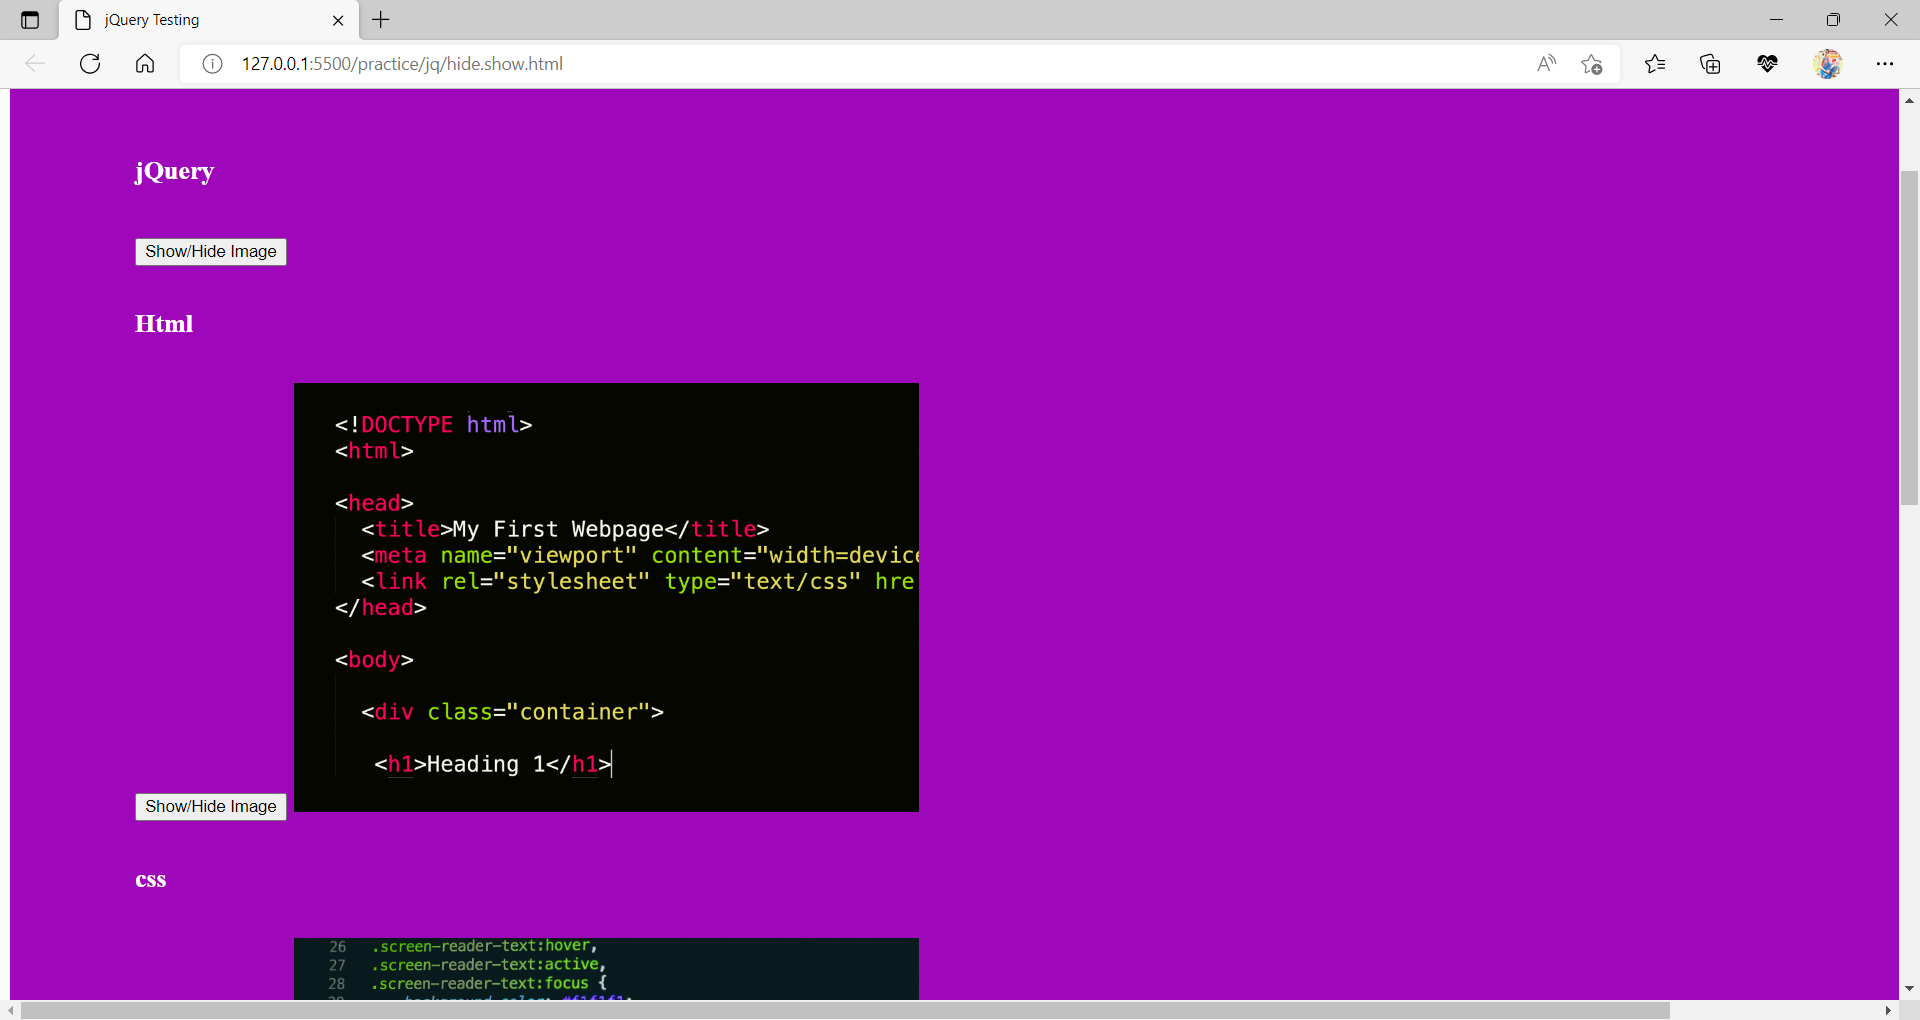 jQuery Testing
127.0.0.1:5500/practice/jq/hide.show.html
jQuery
Show/Hide Image
Html
<!DOCTYPE html>
<html>
<head>
<title>My First Webpage</title>
<meta name="viewport" content="width=device
<link rel="stylesheet" type="text/css" hre
</head>
<body>
<div class="container">
<h1>Heading 1</h1>
Show/Hide Image
css
26 .screen-reader-text:hover,
27 .screen-reader-text:active,
28 .screen-reader-text:focus {